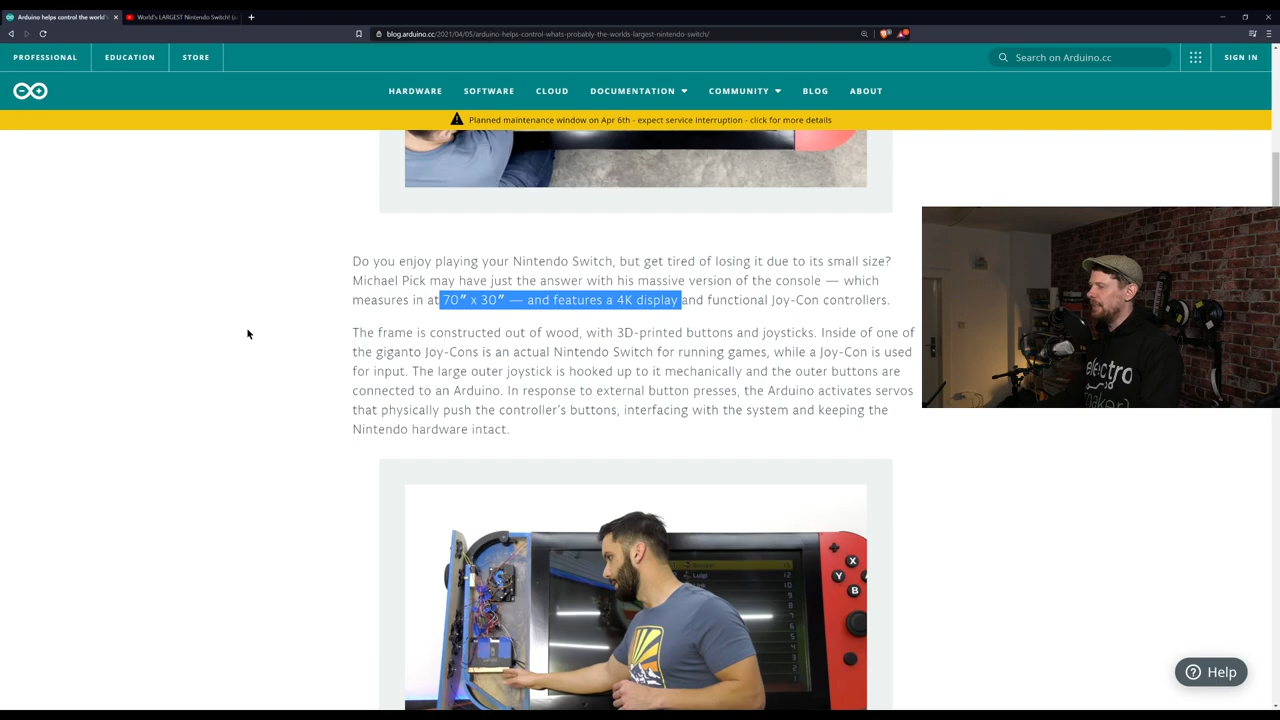 Arduino helps control the world's
World's LARGEST Nintendo Switch! (a
blog.arduino.cc/2021/04/05/arduino-helps-control-whats-probably-the-worlds-largest-nintendo-switch/
PROFESSIONAL
EDUCATION
STORE
Search on Arduino.cc
SIGN IN
HARDWARE
SOFTWARE
CLOUD
DOCUMENTATION
COMMUNITY
BLOG
ABOUT
Planned maintenance window on Apr 6th - expect service interruption - click for more details
Do you enjoy playing your Nintendo Switch, but get tired of losing it due to its small size?
Michael Pick may have just the answer with his massive version of the console — which
measures in at 70″ x 30″ — and features a 4K display and functional Joy-Con controllers.
The frame is constructed out of wood, with 3D-printed buttons and joysticks. Inside of one of
the giganto Joy-Cons is an actual Nintendo Switch for running games, while a Joy-Con is used
for input. The large outer joystick is hooked up to it mechanically and the outer buttons are
connected to an Arduino. In response to external button presses, the Arduino activates servos
that physically push the controller's buttons, interfacing with the system and keeping the
Nintendo hardware intact.
electro
maker
Luigi
X
Y
A
B
Help